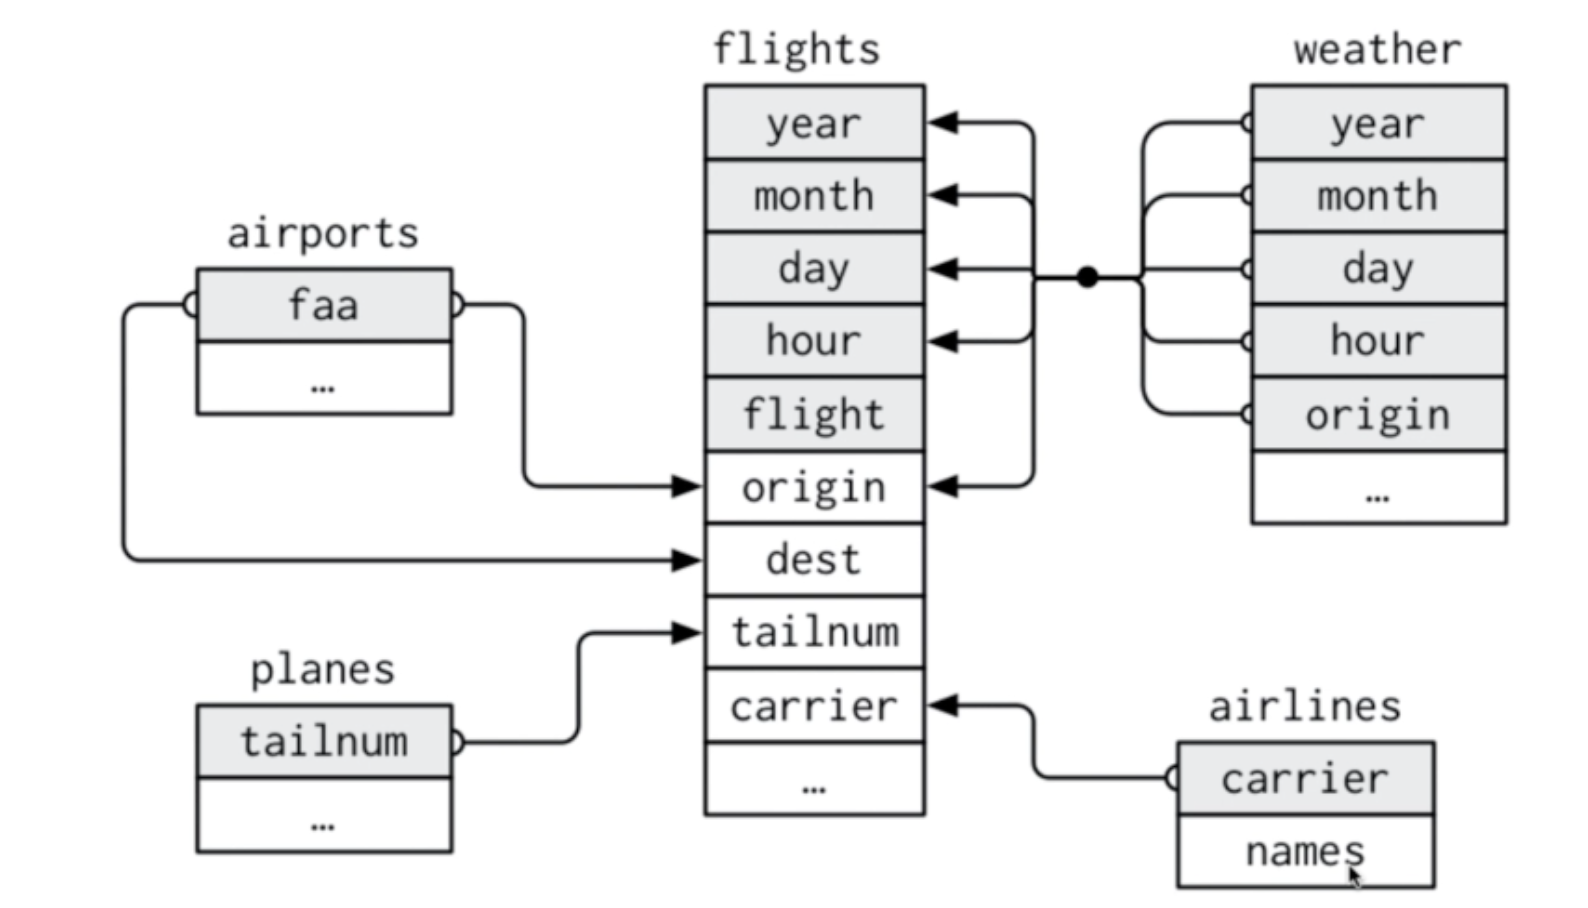 flights
year
month
day
hour
flight
origin
dest
tailnum
carrier
…
weather
year
month
day
hour
origin
…
airports
faa
…
planes
tailnum
…
airlines
carrier
names